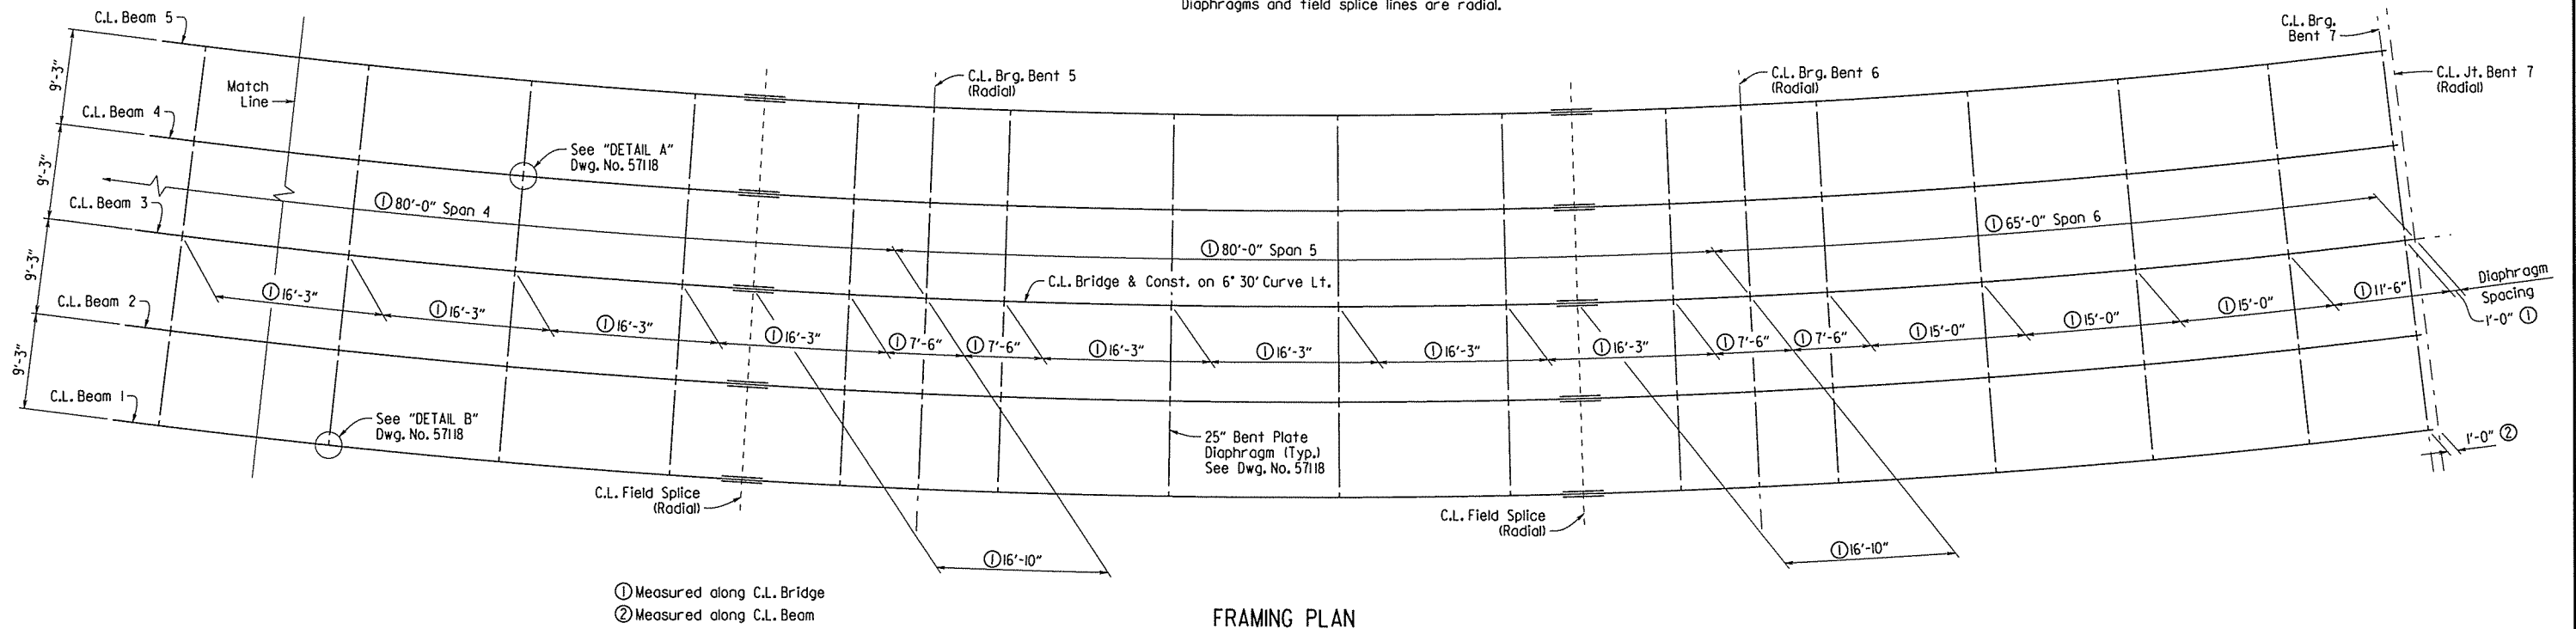 Diaphragms and field splice lines are radial.
C.L. Beam 5
C.L. Brg.
Bent 7
9'-3"
Match
Line
C.L. Brg. Bent 5
(Radial)
C.L. Brg. Bent 6
(Radial)
C.L. Jt. Bent 7
(Radial)
C.L. Beam 4
See "DETAIL A"
Dwg. No. 57118
9'-3"
① 80'-0" Span 4
C.L. Beam 3
① 80'-0" Span 5
① 65'-0" Span 6
9'-3"
C.L. Bridge & Const. on 6° 30' Curve Lt.
① 16'-3"
① 16'-3"
① 16'-3"
① 16'-3"
① 7'-6"
① 7'-6"
① 16'-3"
① 16'-3"
① 16'-3"
① 16'-3"
① 7'-6"
① 7'-6"
① 15'-0"
① 15'-0"
① 15'-0"
① 11'-6"
Diaphragm
Spacing
1'-0" ①
C.L. Beam 2
9'-3"
C.L. Beam 1
See "DETAIL B"
Dwg. No. 57118
25" Bent Plate
Diaphragm (Typ.)
See Dwg. No. 57118
1'-0" ②
C.L. Field Splice
(Radial)
C.L. Field Splice
(Radial)
① 16'-10"
① 16'-10"
① Measured along C.L. Bridge
② Measured along C.L. Beam
FRAMING PLAN